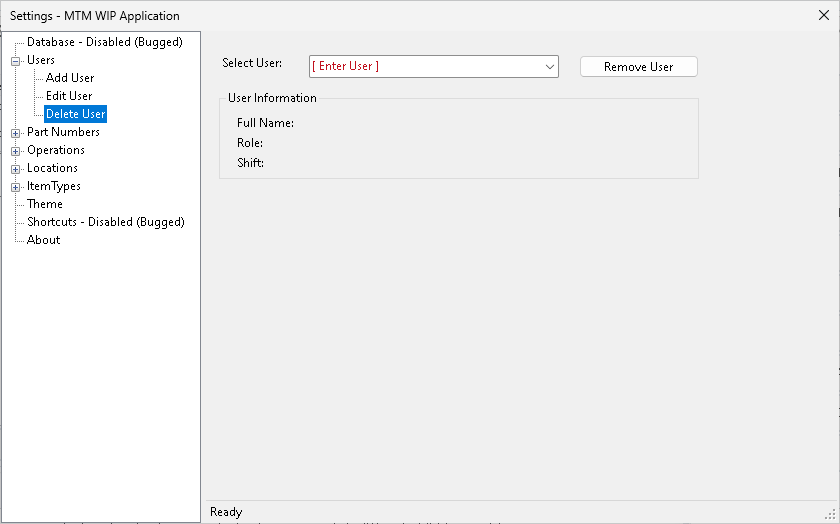 Settings - MTM WIP Application
Database - Disabled (Bugged)
Users
Add User
Edit User
Delete User
Part Numbers
Operations
Locations
ItemTypes
Theme
Shortcuts - Disabled (Bugged)
About
Select User:
[ Enter User ]
Remove User
User Information
Full Name:
Role:
Shift:
Ready